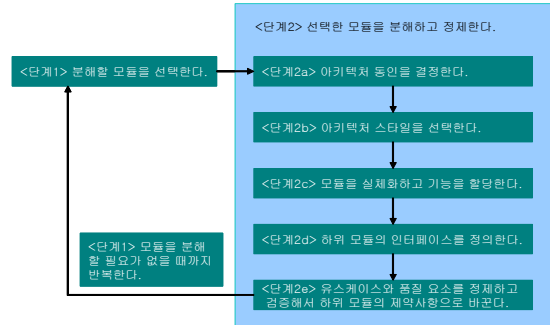 <단계2> 선택한 모듈을 분해하고 정제한다.
<단계1> 분해할 모듈을 선택한다.
<단계2a> 아키텍처 동인을 결정한다.
<단계2b> 아키텍처 스타일을 선택한다.
<단계2c> 모듈을 실체화하고 기능을 할당한다.
<단계2d> 하위 모듈의 인터페이스를 정의한다.
<단계2e> 유스케이스와 품질 요소를 정제하고
검증해서 하위 모듈의 제약사항으로 바꾼다.
<단계1> 모듈을 분해
할 필요가 없을 때까지
반복한다.